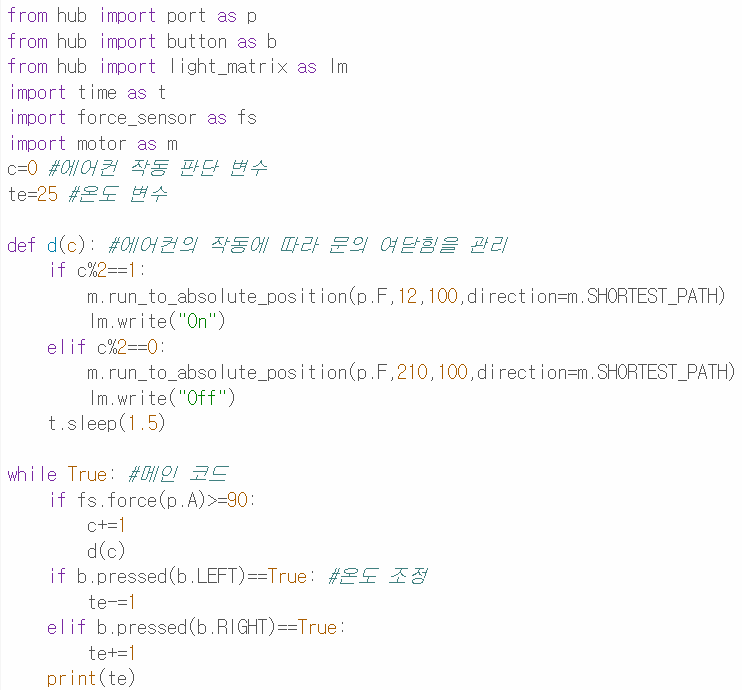 from hub import port as p
from hub import button as b
from hub import light_matrix as lm
import time as t
import force_sensor as fs
import motor as m
c=0 #에어컨 작동 판단 변수
te=25 #온도 변수

def d(c): #에어컨의 작동에 따라 문의 여닫힘을 관리
    if c%2==1:
        m.run_to_absolute_position(p.F,12,100,direction=m.SHORTEST_PATH)
        lm.write("On")
    elif c%2==0:
        m.run_to_absolute_position(p.F,210,100,direction=m.SHORTEST_PATH)
        lm.write("Off")
    t.sleep(1.5)

while True: #메인 코드
    if fs.force(p.A)>=90:
        c+=1
        d(c)
    if b.pressed(b.LEFT)==True: #온도 조정
        te-=1
    elif b.pressed(b.RIGHT)==True:
        te+=1
    print(te)